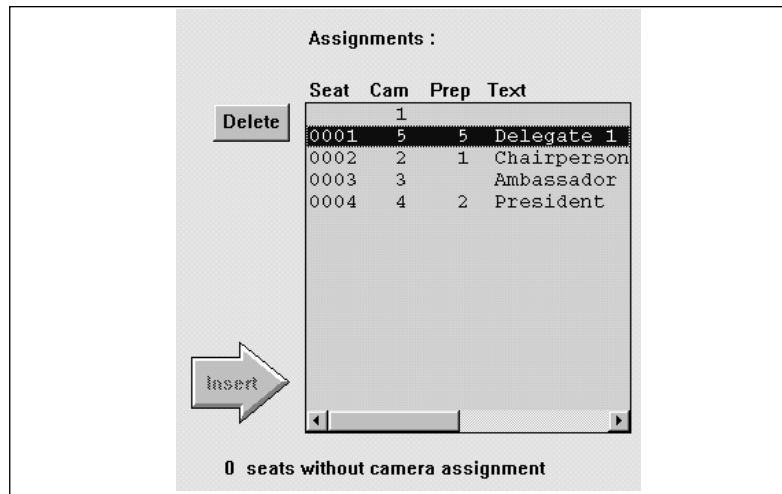 Assignments :
Seat Cam Prep Text
Delete
1
0001 5 5 Delegate 1
0002 2 1 Chairperson
0003 3 Ambassador
0004 4 2 President
Insert
0 seats without camera assignment